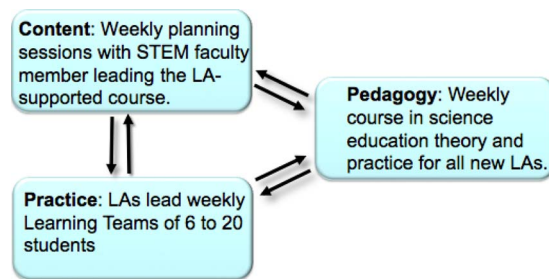 Content: Weekly planning
sessions with STEM faculty
member leading the LA-
supported course.
Pedagogy: Weekly
course in science
education theory and
practice for all new LAs.
Practice: LAs lead weekly
Learning Teams of 6 to 20
students